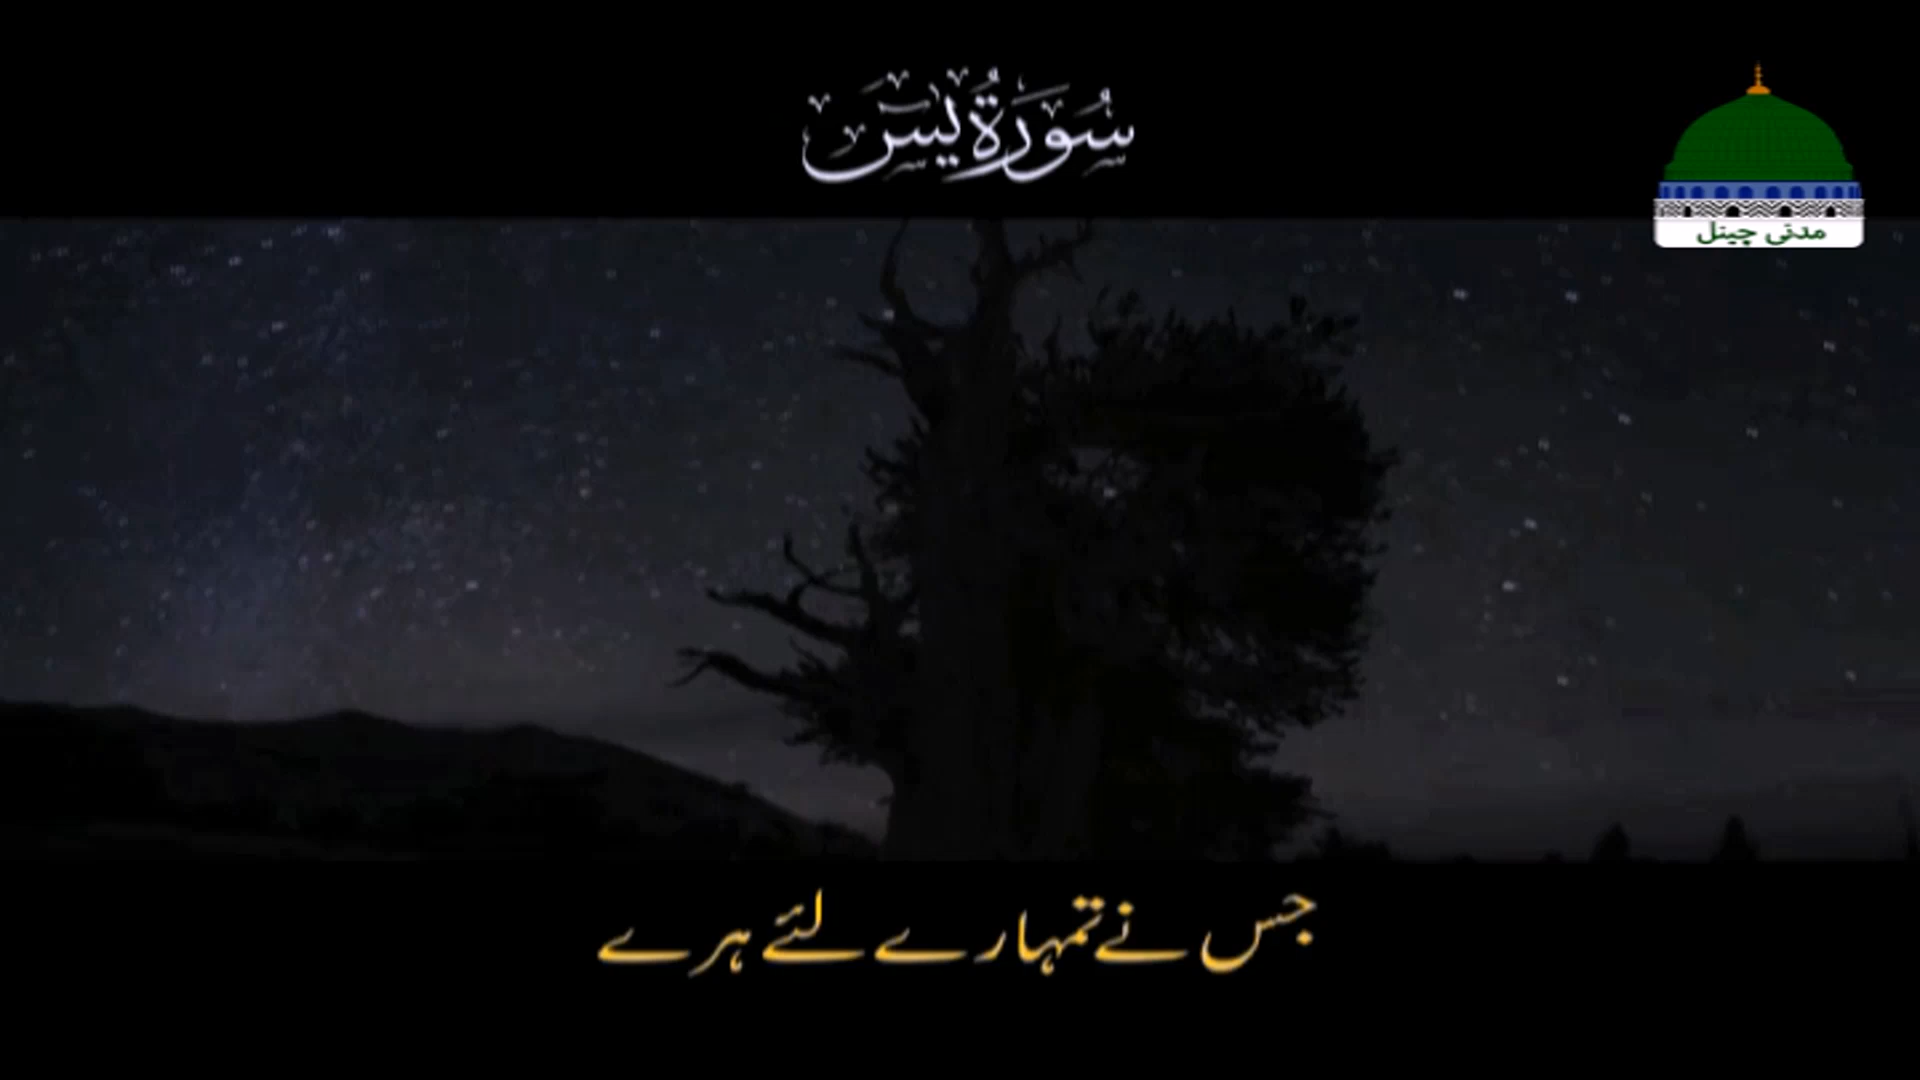 سُوْرَۃُ یٰسٓ
مدنی چینل
جس نے تمہارے لئے ہرے